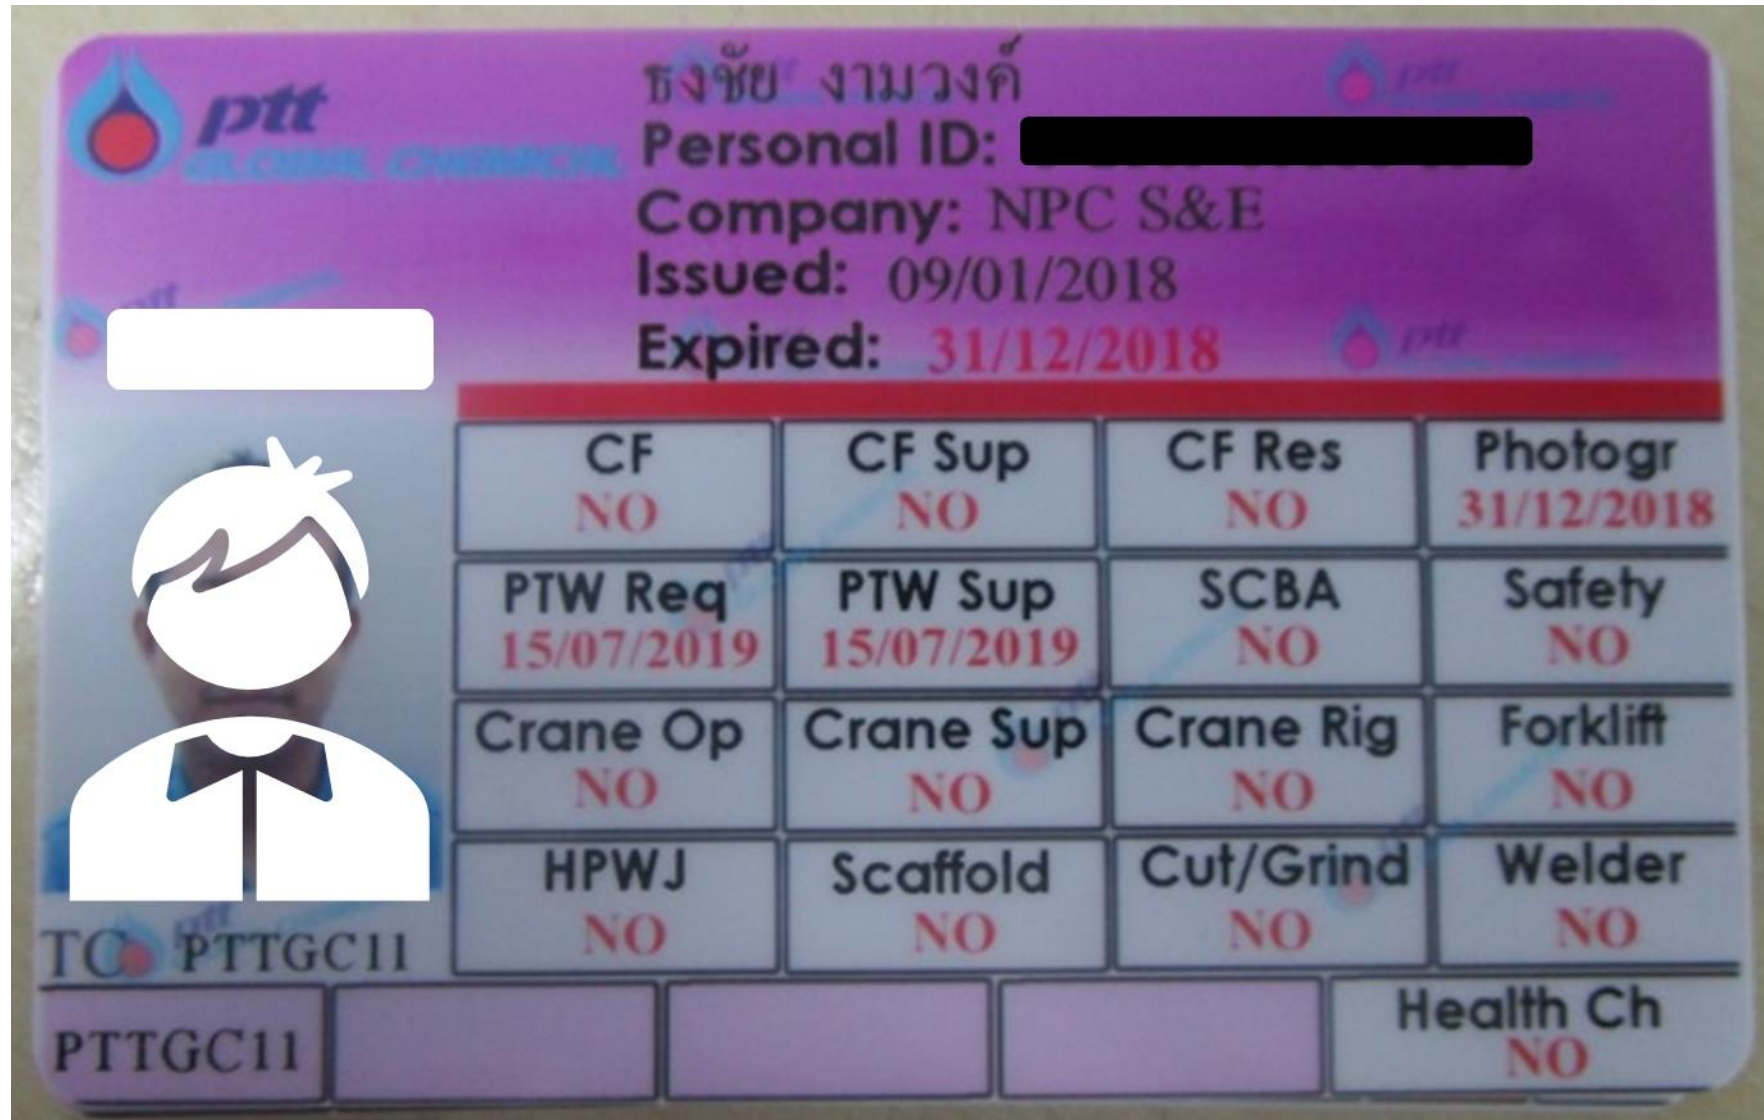 ptt
GLOBAL CHEMICAL
ธงชัย งามวงค์
Personal ID:
Company: NPC S&E
Issued: 09/01/2018
Expired: 31/12/2018
CF CF Sup CF Res Photogr
NO NO NO 31/12/2018
PTW Req PTW Sup SCBA Safety
15/07/2019 15/07/2019 NO NO
Crane Op Crane Sup Crane Rig Forklift
NO NO NO NO
HPWJ Scaffold Cut/Grind Welder
NO NO NO NO
TC PTTGC11
PTTGC11
Health Ch
NO